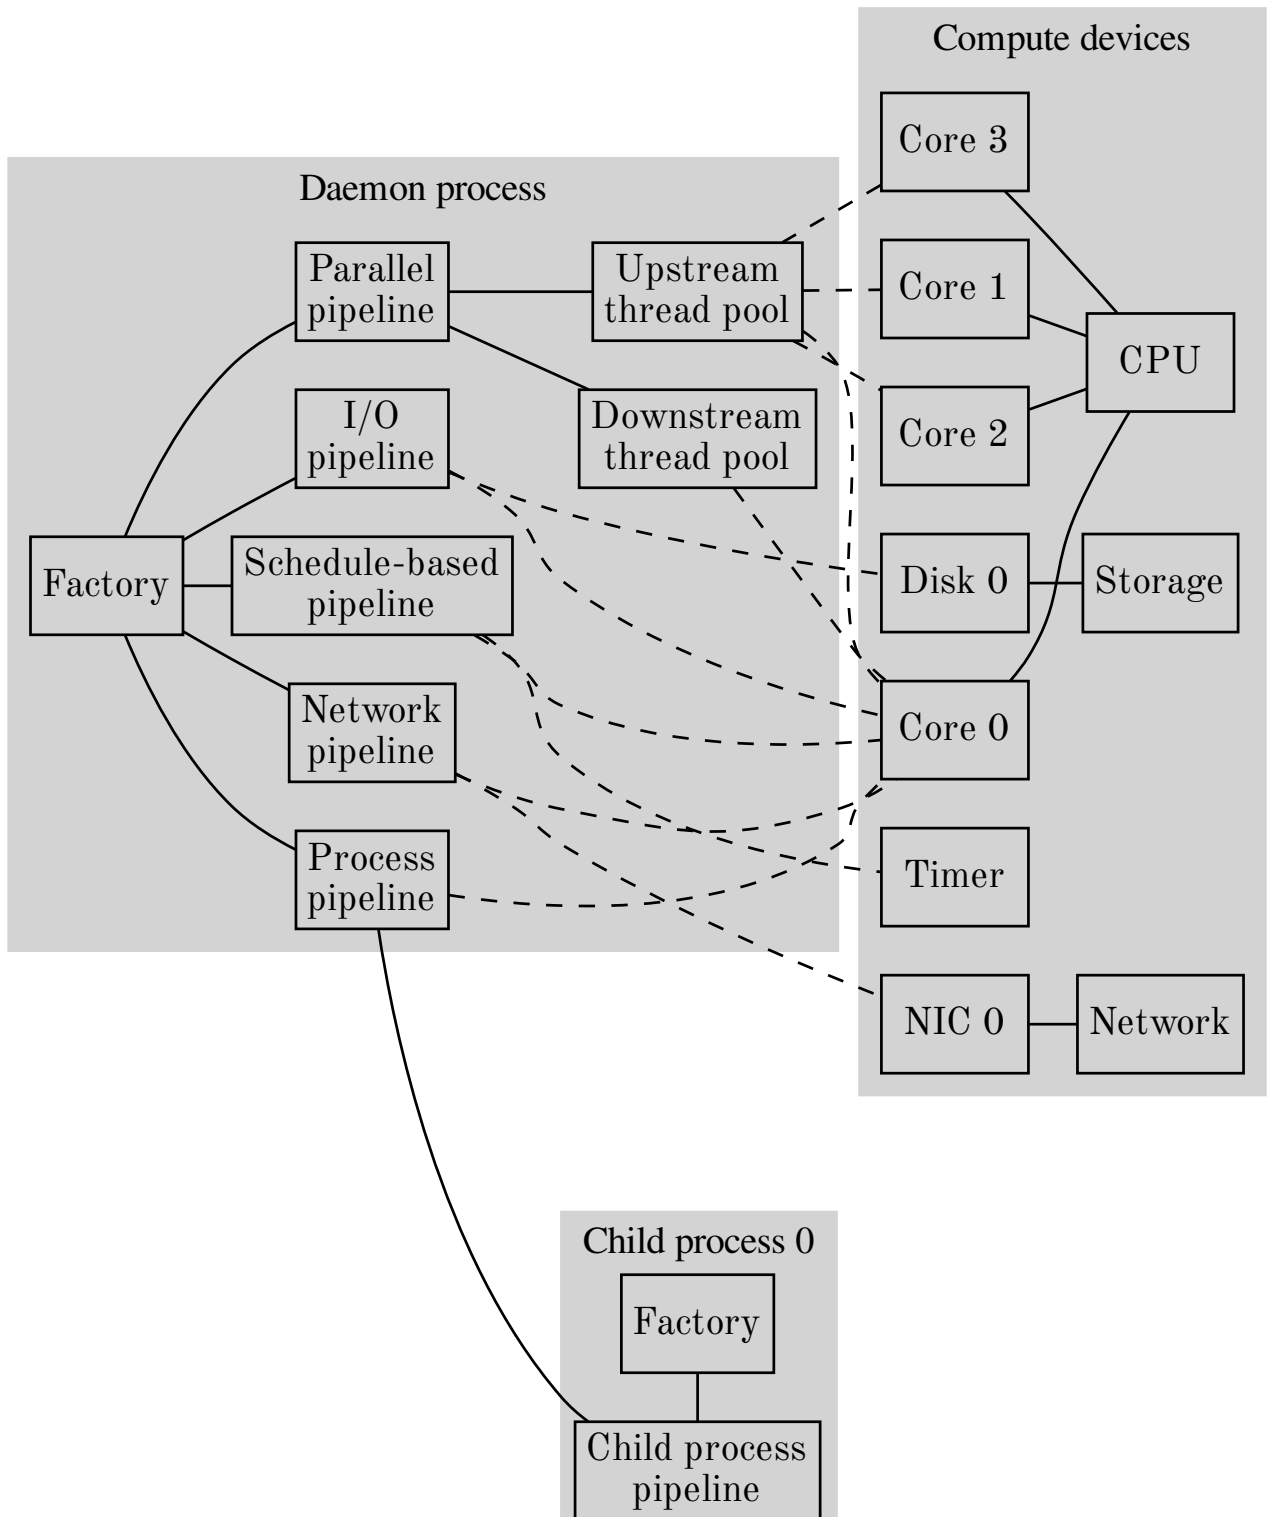 Compute devices
Core 3
Daemon process
Parallel
pipeline
Upstream
thread pool
Core 1
CPU
I/O
pipeline
Downstream
thread pool
Core 2
Factory
Schedule-based
pipeline
Disk 0
Storage
Network
pipeline
Core 0
Process
pipeline
Timer
NIC 0
Network
Child process 0
Factory
Child process
pipeline